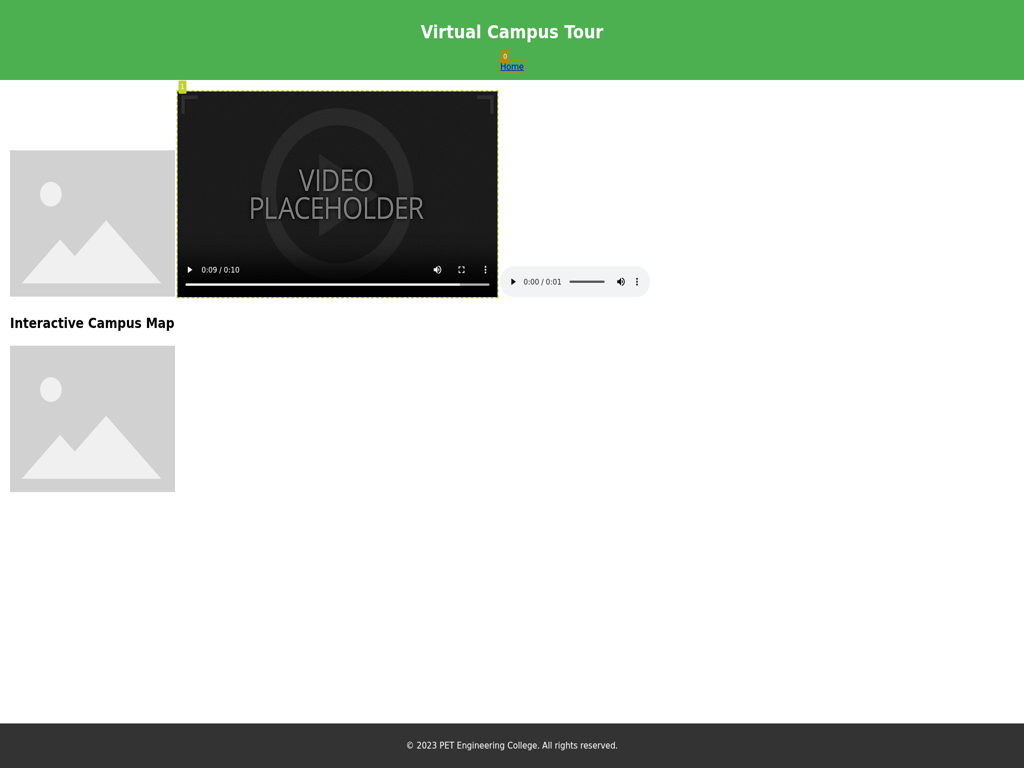 Virtual Campus Tour
0
Home
1
VIDEO
PLACEHOLDER
0:09 / 0:10
0:00 / 0:01
Interactive Campus Map
© 2023 PET Engineering College. All rights reserved.